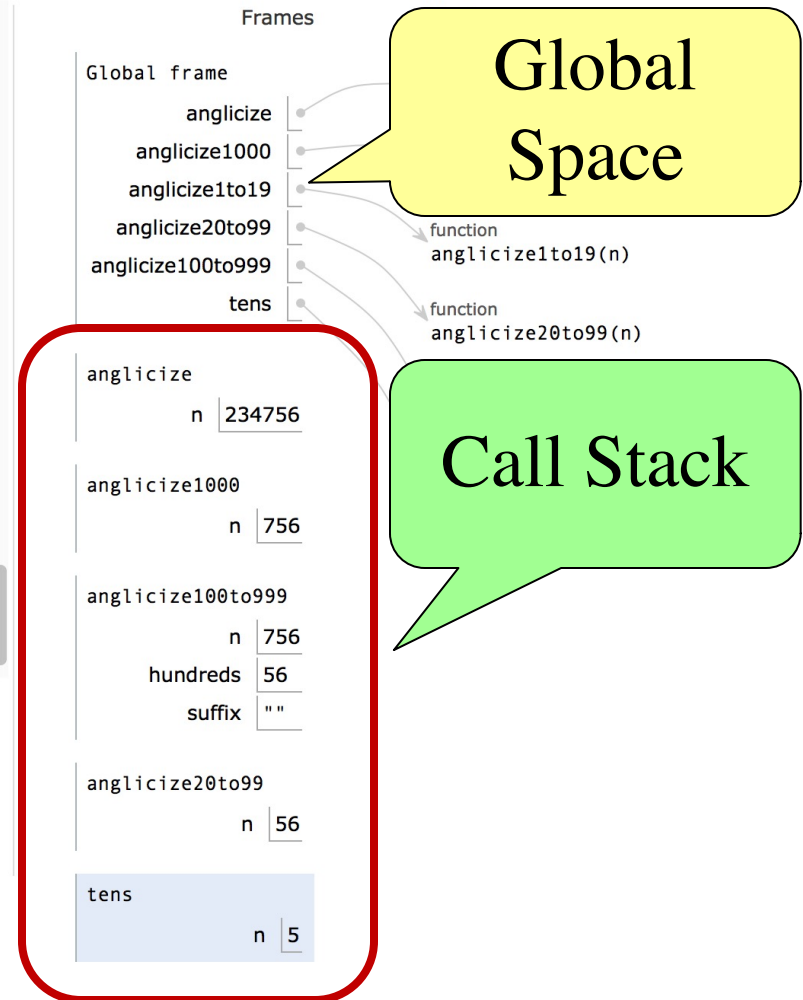 Frames
Global frame
anglicize
anglicize1000
anglicize1to19
anglicize20to99
anglicize100to999
tens
Global
Space
function
anglicize1to19(n)
function
anglicize20to99(n)
anglicize
n 234756
anglicize1000
n 756
anglicize100to999
n 756
hundreds 56
suffix ""
anglicize20to99
n 56
tens
n 5
Call Stack